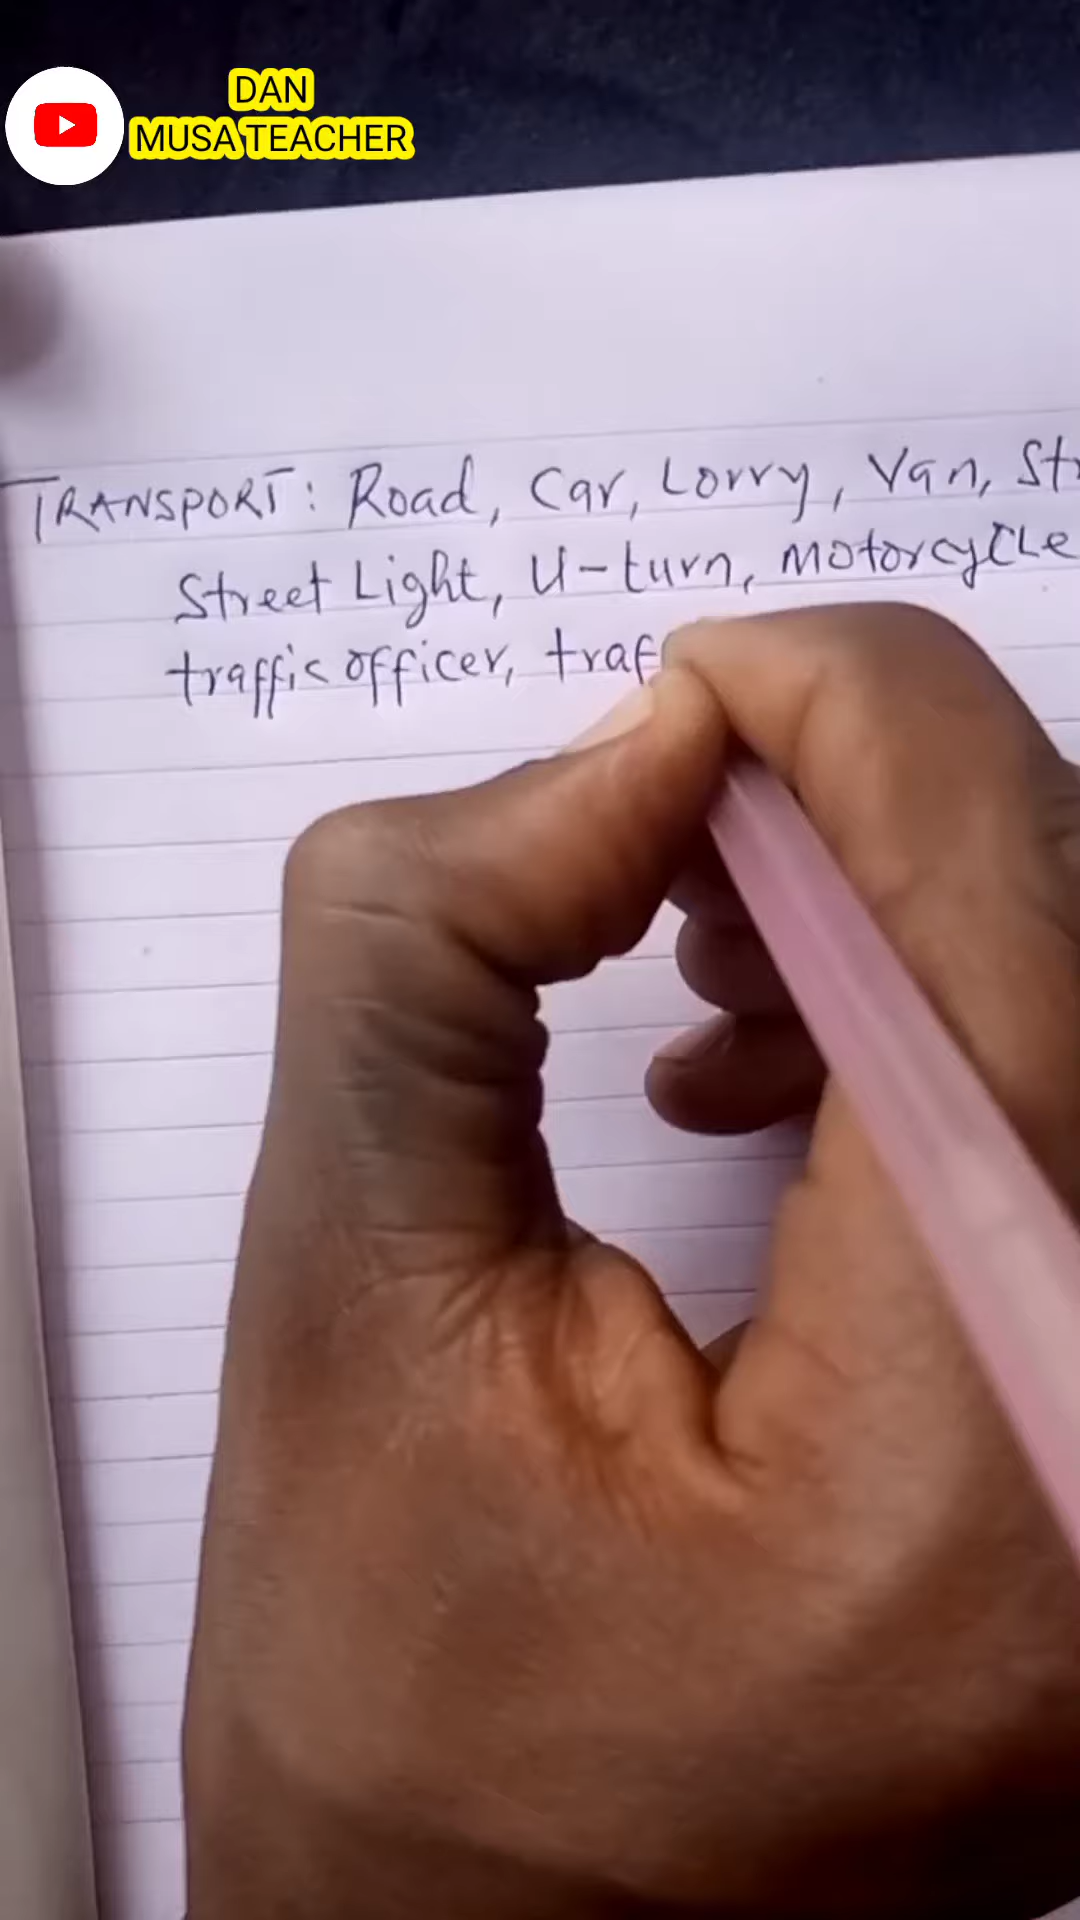 DAN
MUSA TEACHER
TRANSPORT: Road, Car, Lorry, Van,
Street Light, U-turn, Motorcycle
traffic officer,